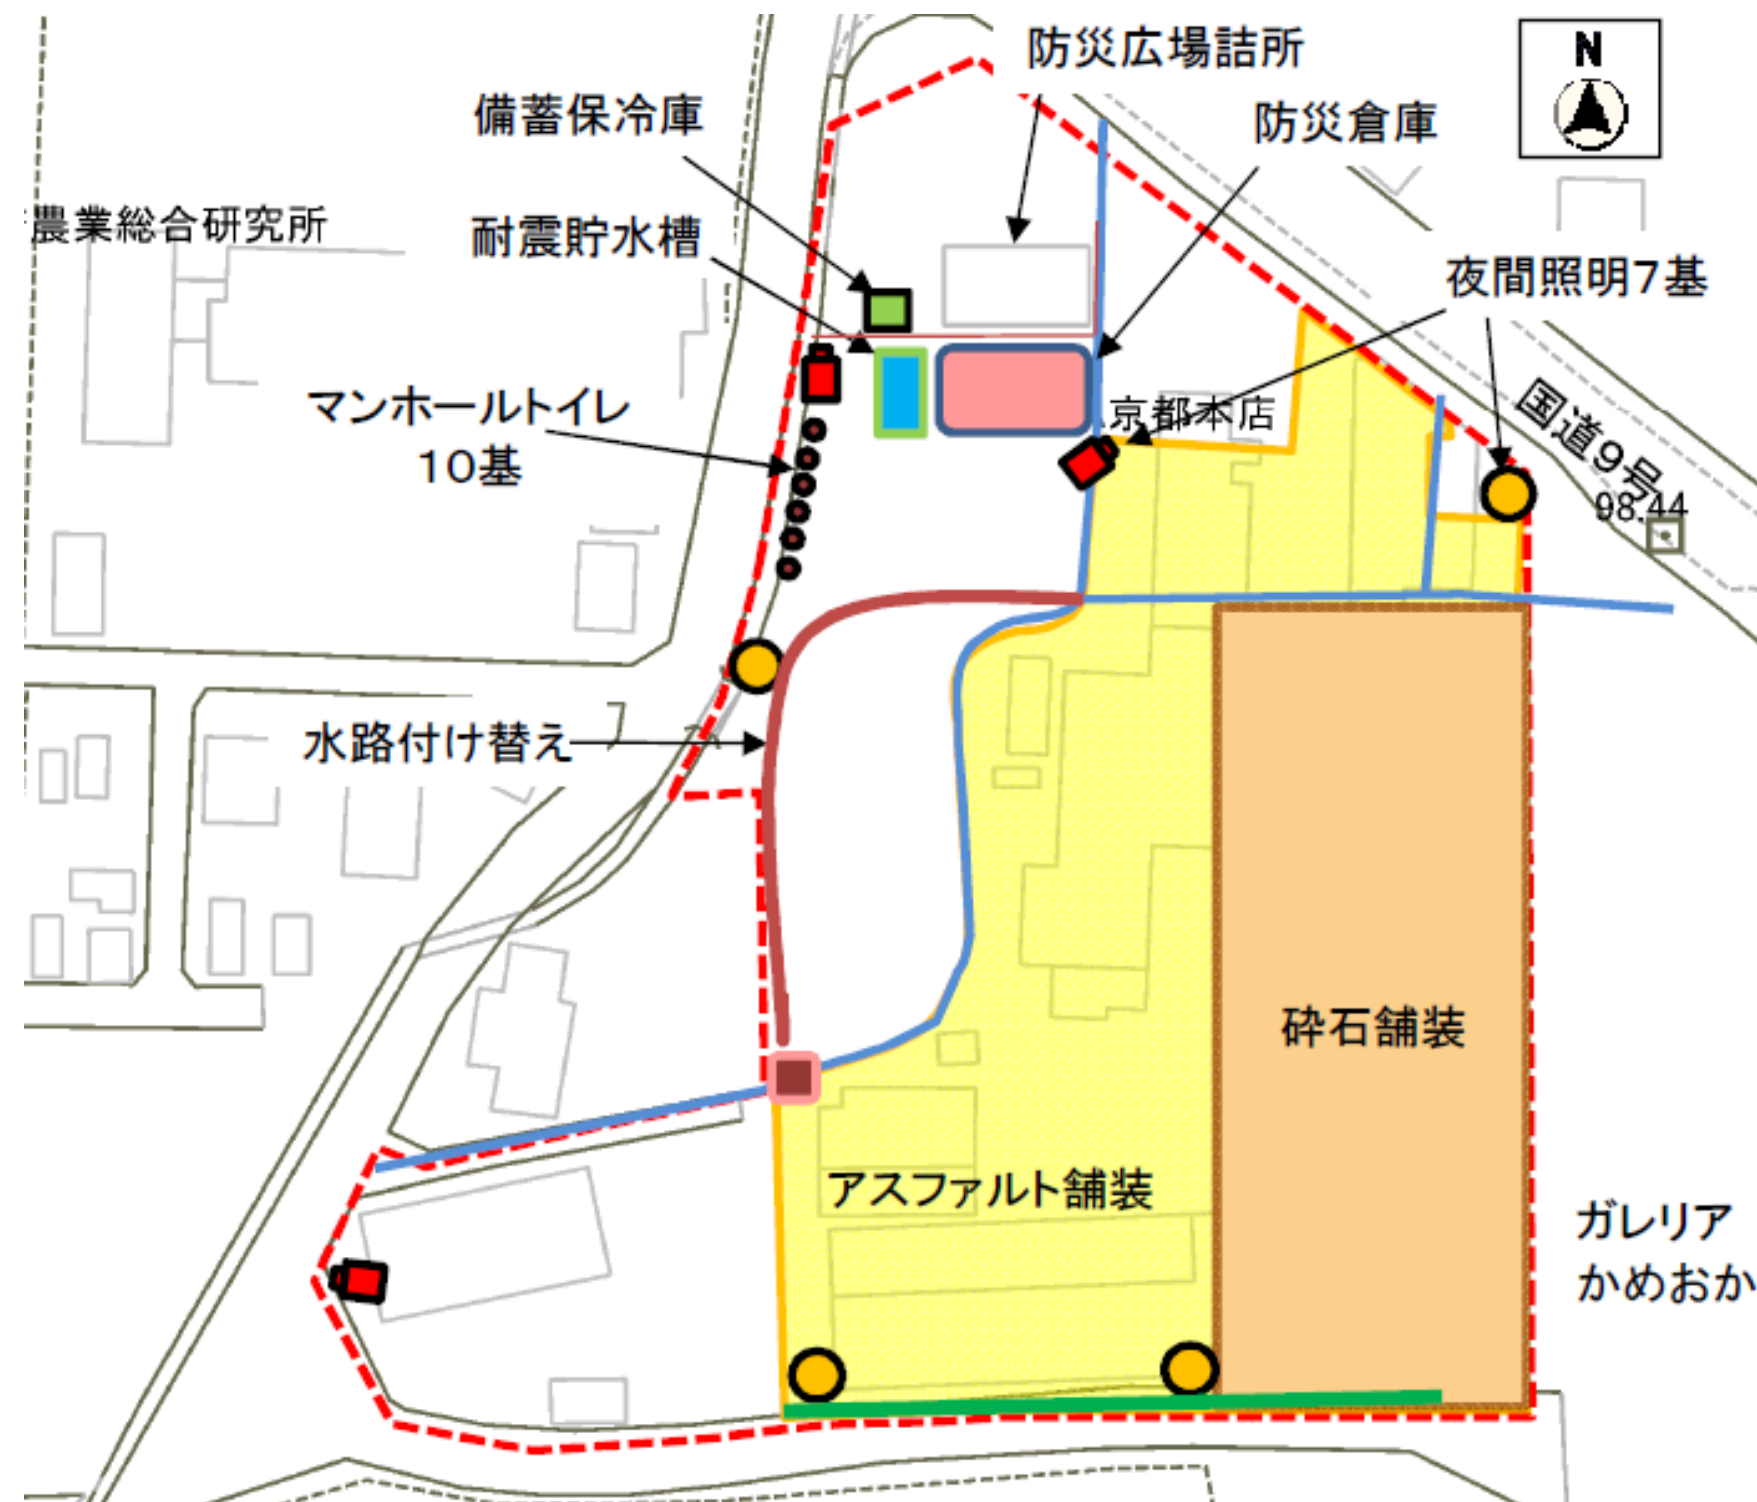 防災広場詰所
N
備蓄保冷庫
防災倉庫
農業総合研究所
耐震貯水槽
夜間照明7基
マンホールトイレ
10基
京都本店
国道9号
98.44
水路付け替え
砕石舗装
アスファルト舗装
ガレリア
かめおか